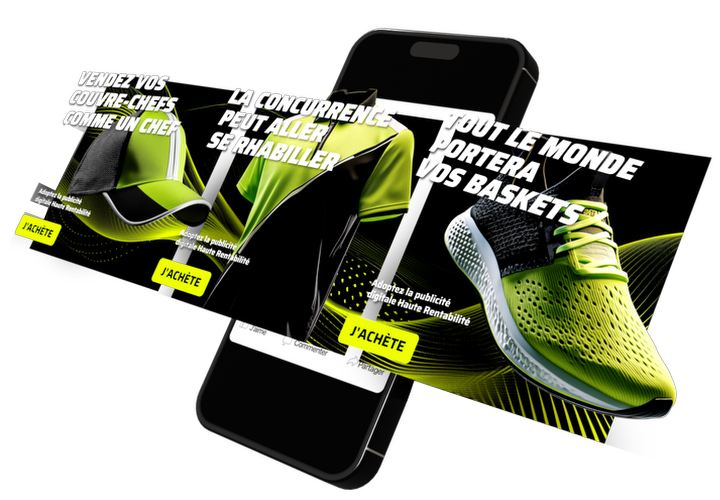 VENDEZ VOS
COUVRE-CHEFS
COMME UN CHEF
Adoptez la publicité
digitale Haute Rentabilité
J'ACHÈTE
LA CONCURRENCE
PEUT ALLER
SE RHABILLER
Adoptez la publicité
digitale Haute Rentabilité
J'ACHÈTE
TOUT LE MONDE
PORTERA
VOS BASKETS
Adoptez la publicité
digitale Haute Rentabilité
J'ACHÈTE
J'aime
Commenter
Partager